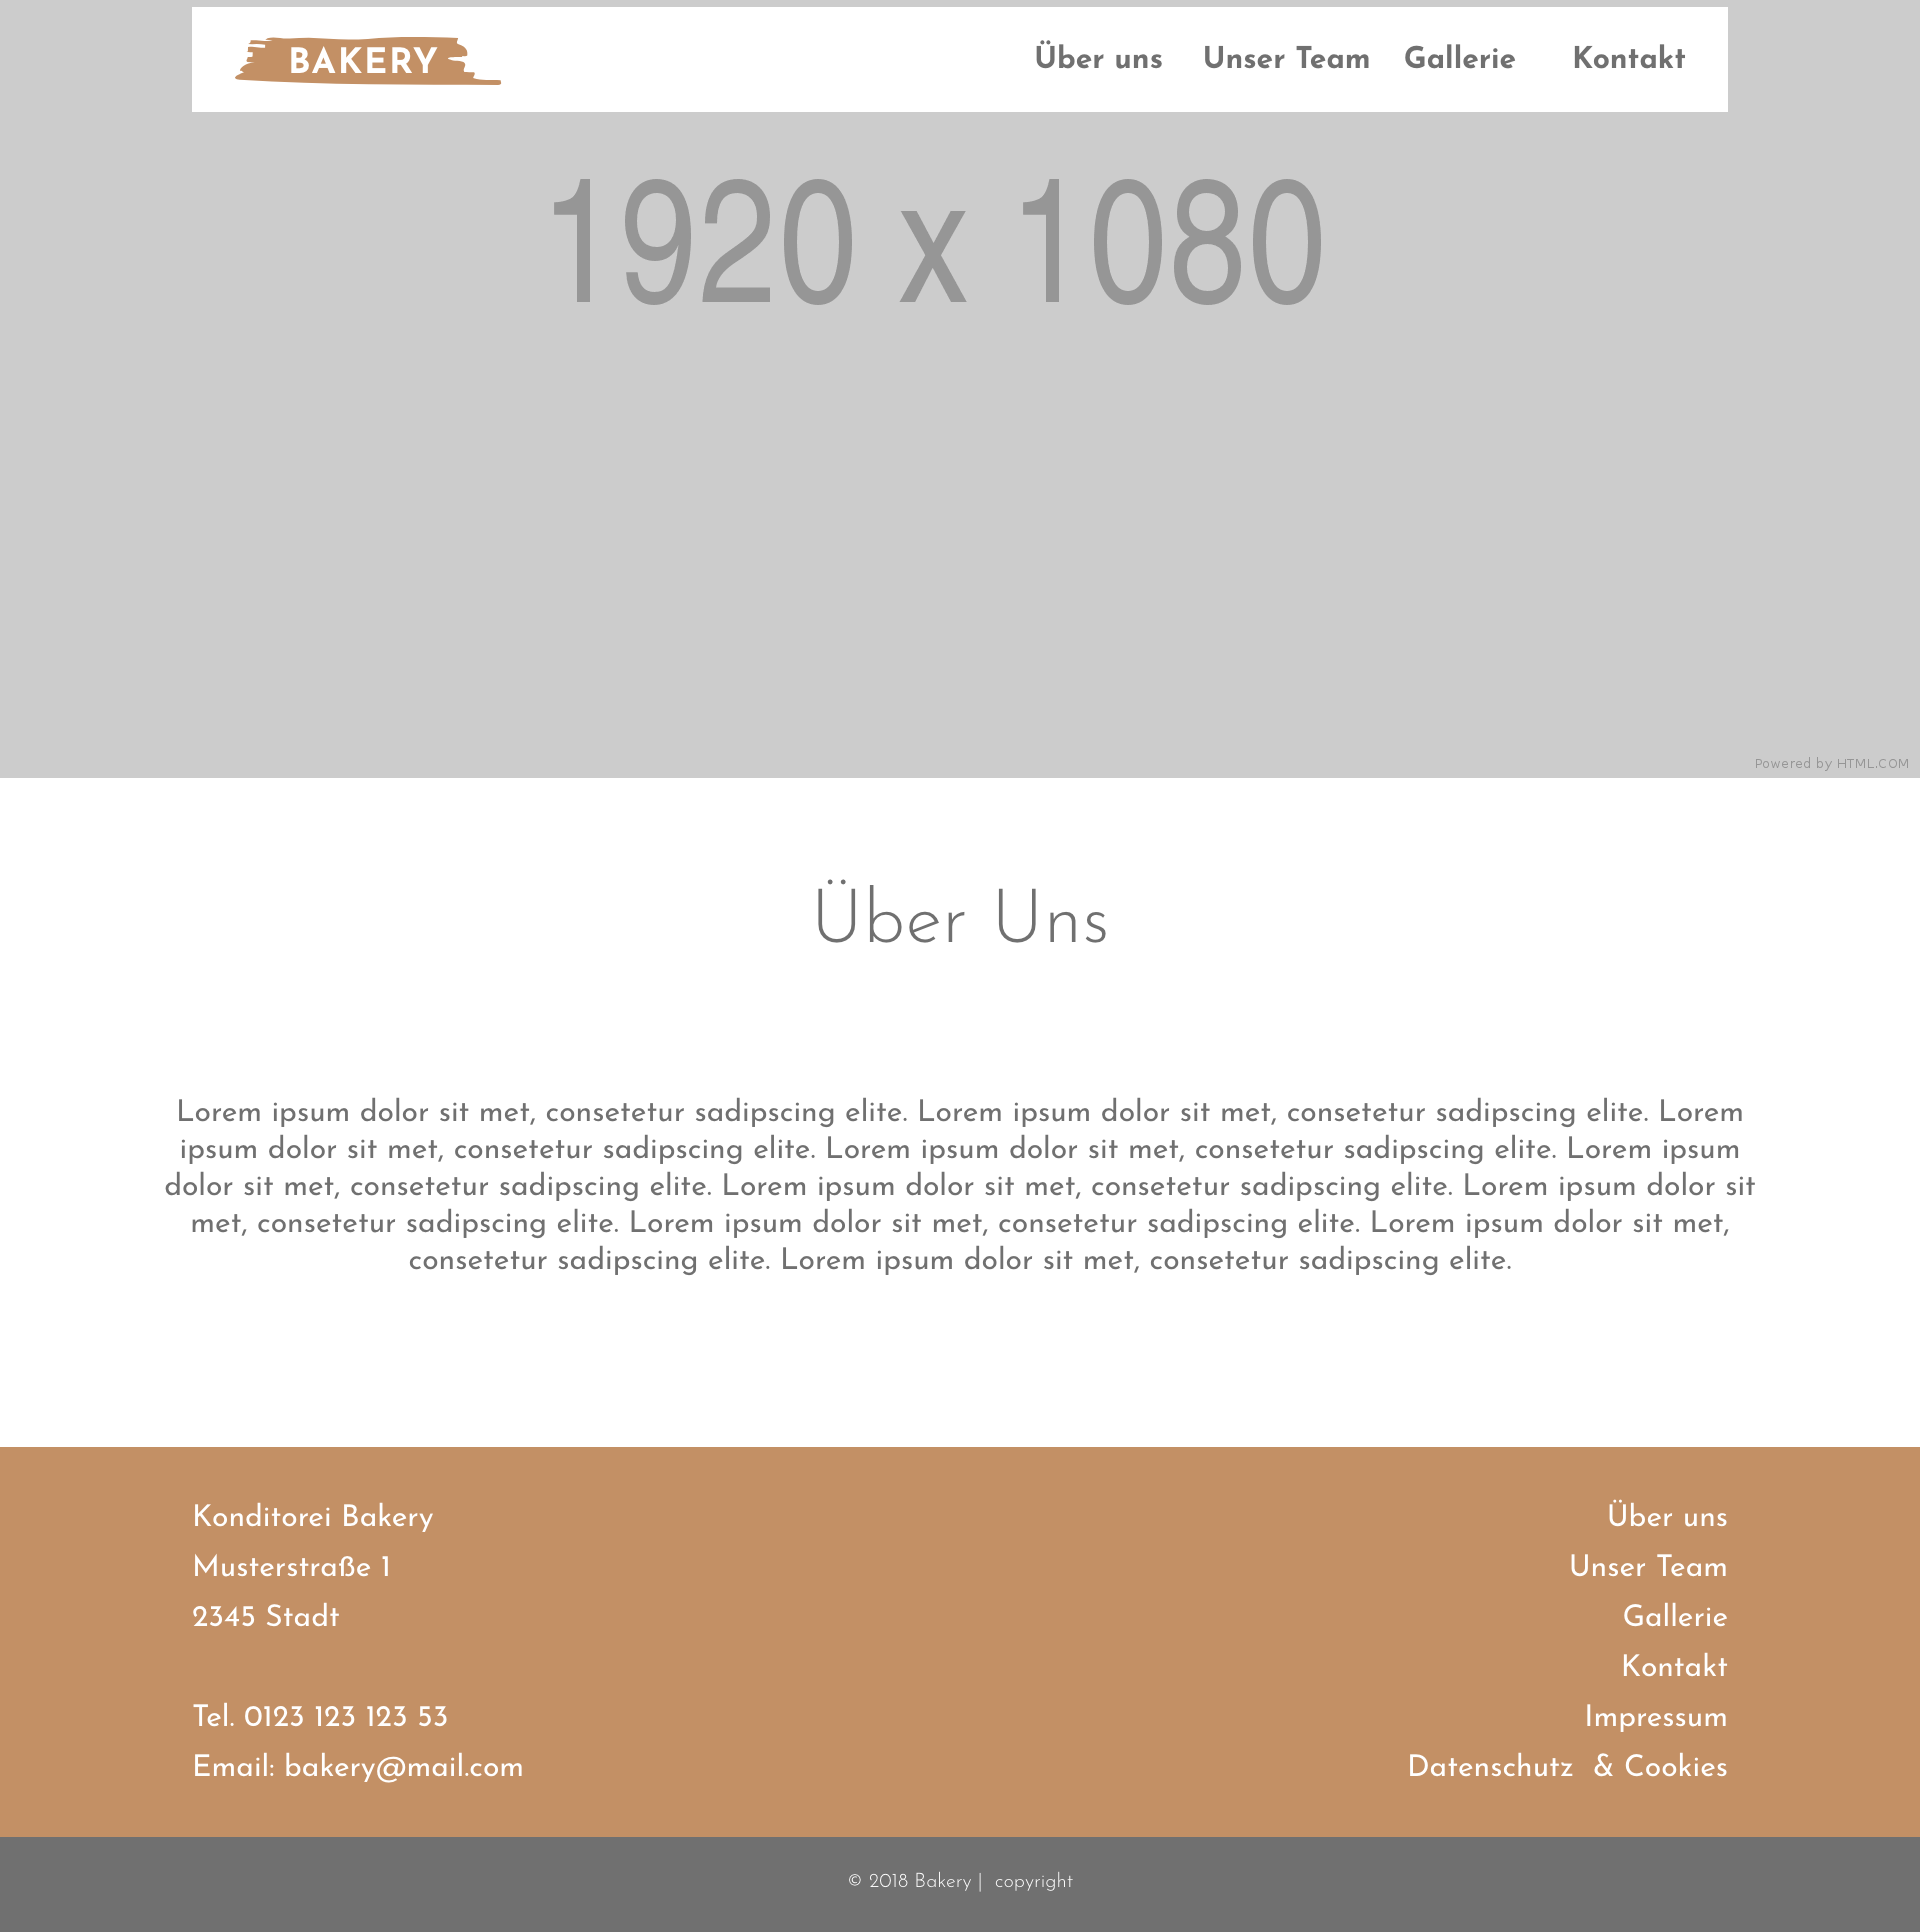 BAKERY
Über uns Unser Team Gallerie Kontakt
1920 x 1080
Powered by HTML.COM
Über Uns
Lorem ipsum dolor sit met, consetetur sadipscing elite. Lorem ipsum dolor sit met, consetetur sadipscing elite. Lorem
ipsum dolor sit met, consetetur sadipscing elite. Lorem ipsum dolor sit met, consetetur sadipscing elite. Lorem ipsum
dolor sit met, consetetur sadipscing elite. Lorem ipsum dolor sit met, consetetur sadipscing elite. Lorem ipsum dolor sit
met, consetetur sadipscing elite. Lorem ipsum dolor sit met, consetetur sadipscing elite. Lorem ipsum dolor sit met,
consetetur sadipscing elite. Lorem ipsum dolor sit met, consetetur sadipscing elite.
Konditorei Bakery
Musterstraße 1
2345 Stadt
Tel. 0123 123 123 53
Email: bakery@mail.com
Über uns
Unser Team
Gallerie
Kontakt
Impressum
Datenschutz & Cookies
© 2018 Bakery | copyright